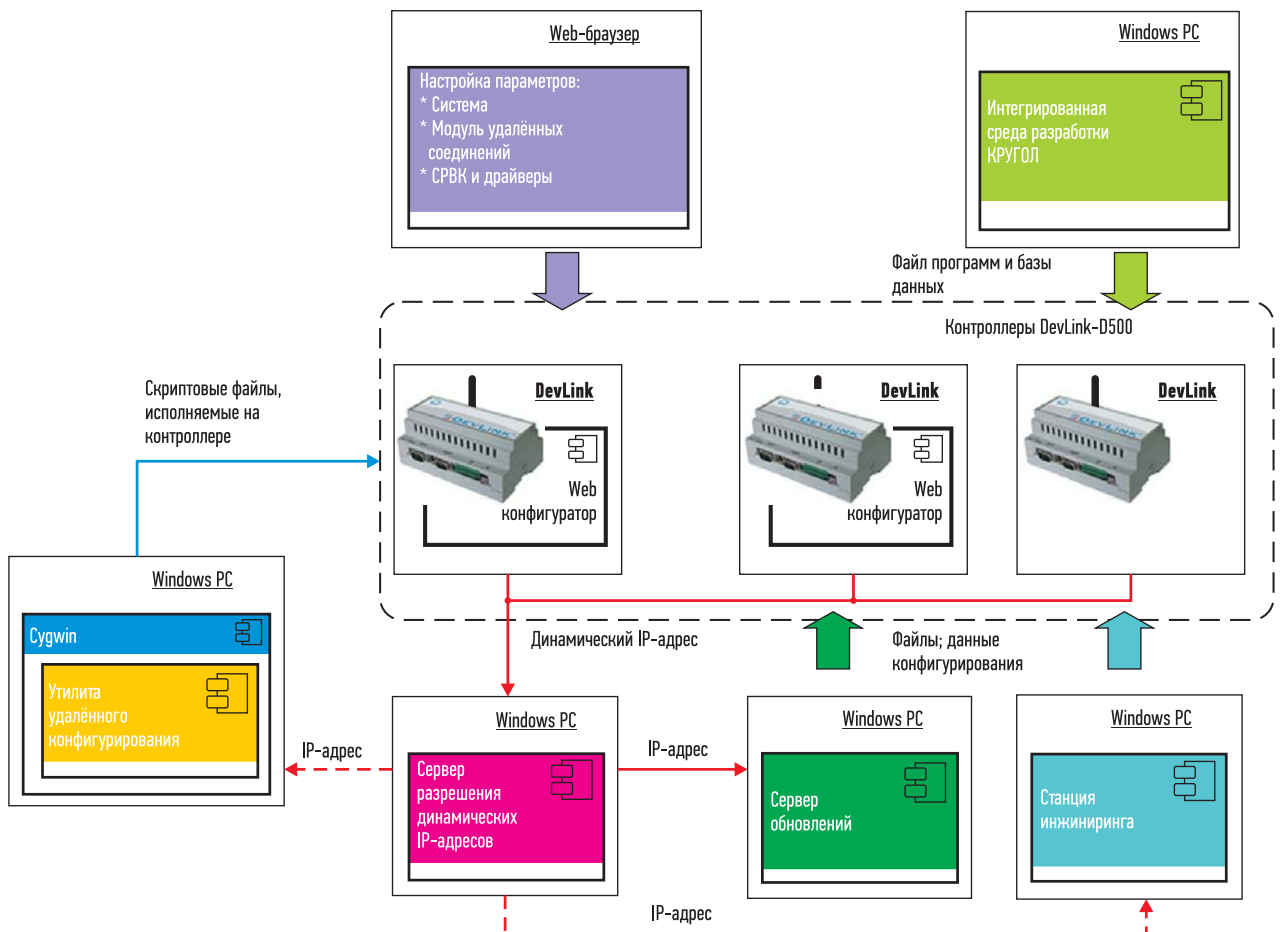 Web-браузер
Настройка параметров:
* Система
* Модуль удалённых
соединений
* СРВК и драйверы
Windows PC
Интегрированная
среда разработки
КРУГОЛ
Файл программ и базы
данных
Контроллеры DevLink-D500
Скриптовые файлы,
исполняемые на
контроллере
DevLink
DEVLINK
Web
конфигуратор
DevLink
DEVLINK
Web
конфигуратор
DevLink
DEVLINK
Windows PC
Cygwin
Утилита
удалённого
конфигурирования
Динамический IP-адрес
Файлы; данные
конфигурирования
IP-адрес
Windows PC
Сервер
разрешения
динамических
IP-адресов
IP-адрес
Windows PC
Сервер
обновлений
Windows PC
Станция
инжиниринга
IP-адрес